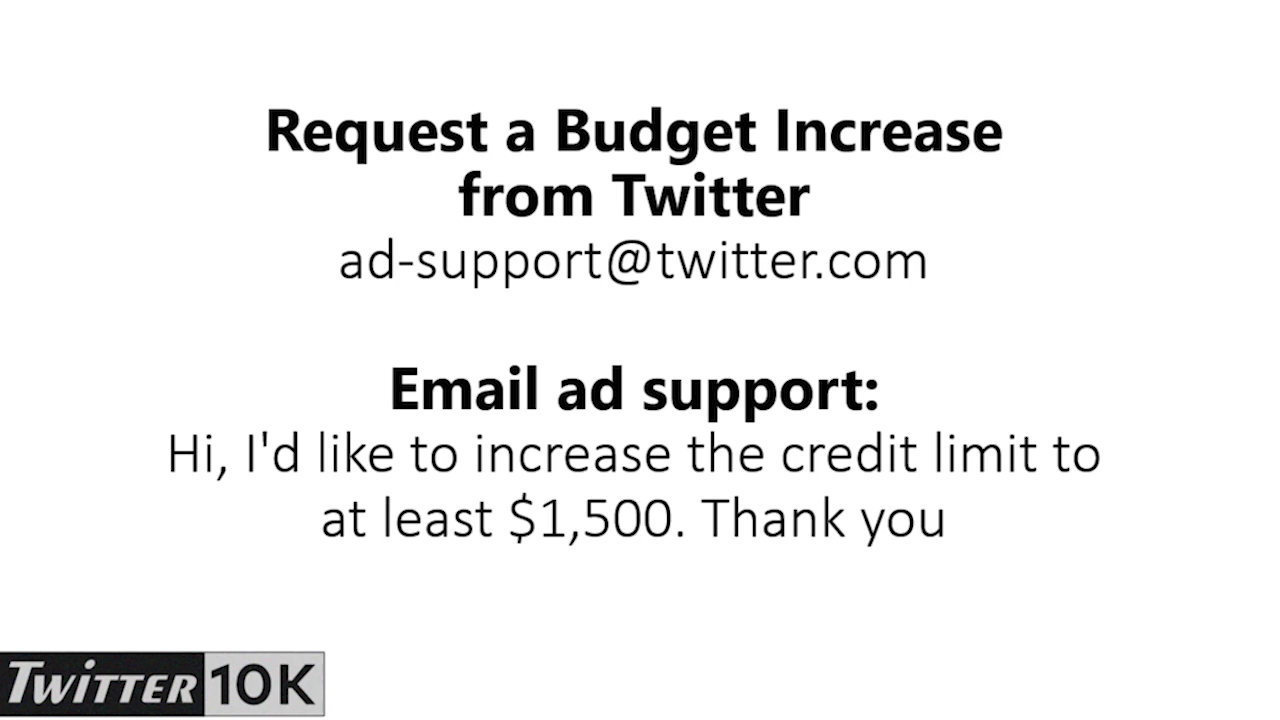 Request a Budget Increase
from Twitter
ad-support@twitter.com
Email ad support:
Hi, I'd like to increase the credit limit to
at least $1,500. Thank you
TWITTER 10K